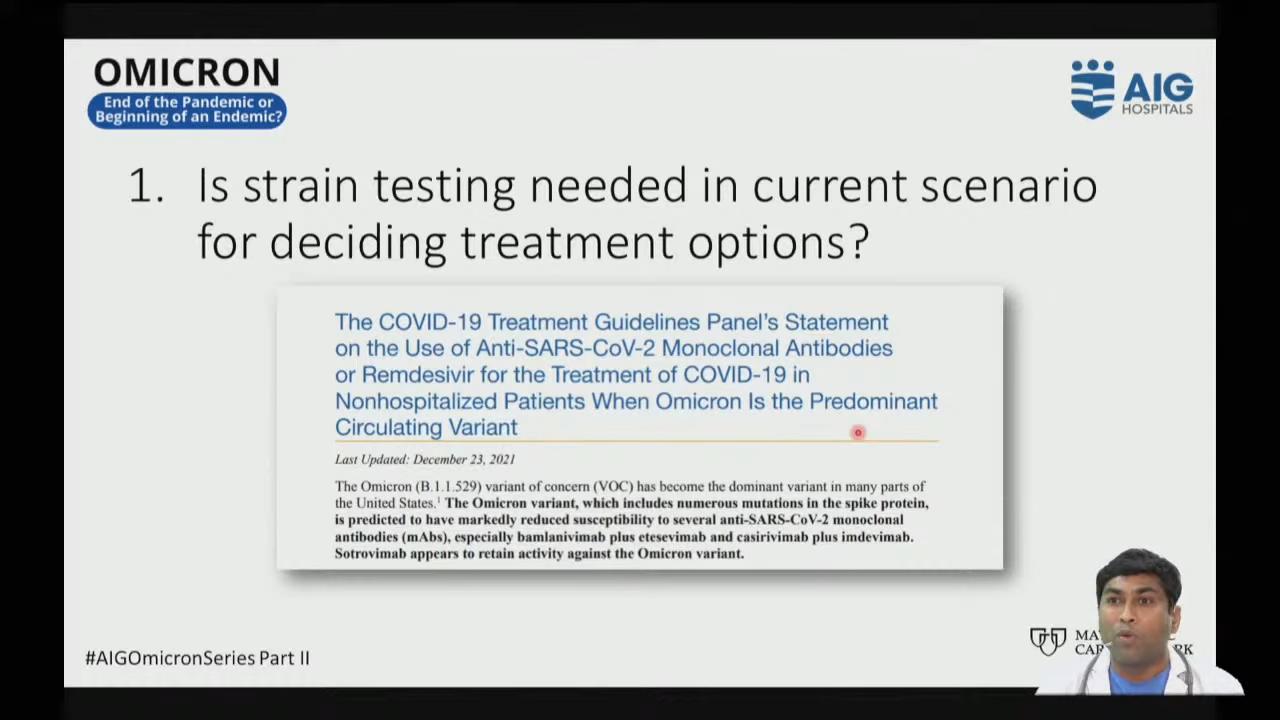 OMICRON
End of the Pandemic or
Beginning of an Endemic?
AIG
HOSPITALS
1. Is strain testing needed in current scenario
for deciding treatment options?
The COVID-19 Treatment Guidelines Panel's Statement
on the Use of Anti-SARS-CoV-2 Monoclonal Antibodies
or Remdesivir for the Treatment of COVID-19 in
Nonhospitalized Patients When Omicron Is the Predominant
Circulating Variant
Last Updated: December 23, 2021
The Omicron (B.1.1.529) variant of concern (VOC) has become the dominant variant in many parts of
the United States.1 The Omicron variant, which includes numerous mutations in the spike protein,
is predicted to have markedly reduced susceptibility to several anti-SARS-CoV-2 monoclonal
antibodies (mAbs), especially bamlanivimab plus etesevimab and casirivimab plus imdevimab.
Sotrovimab appears to retain activity against the Omicron variant.
#AIGOmicronSeries Part II